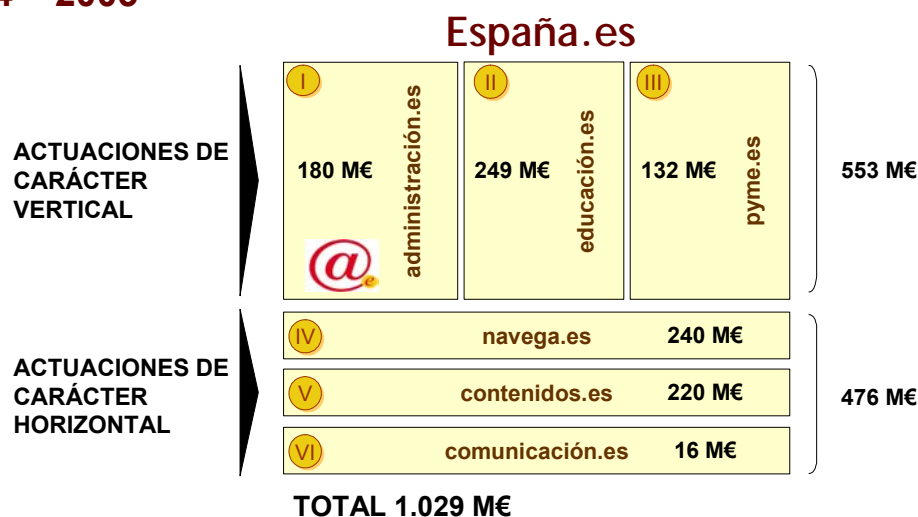 España.es
I
II
III
administración.es
educación.es
pyme.es
ACTUACIONES DE
CARÁCTER
VERTICAL
180 M€
249 M€
132 M€
553 M€
@e
IV
navega.es
240 M€
ACTUACIONES DE
CARÁCTER
HORIZONTAL
V
contenidos.es
220 M€
476 M€
VI
comunicación.es
16 M€
TOTAL 1.029 M€